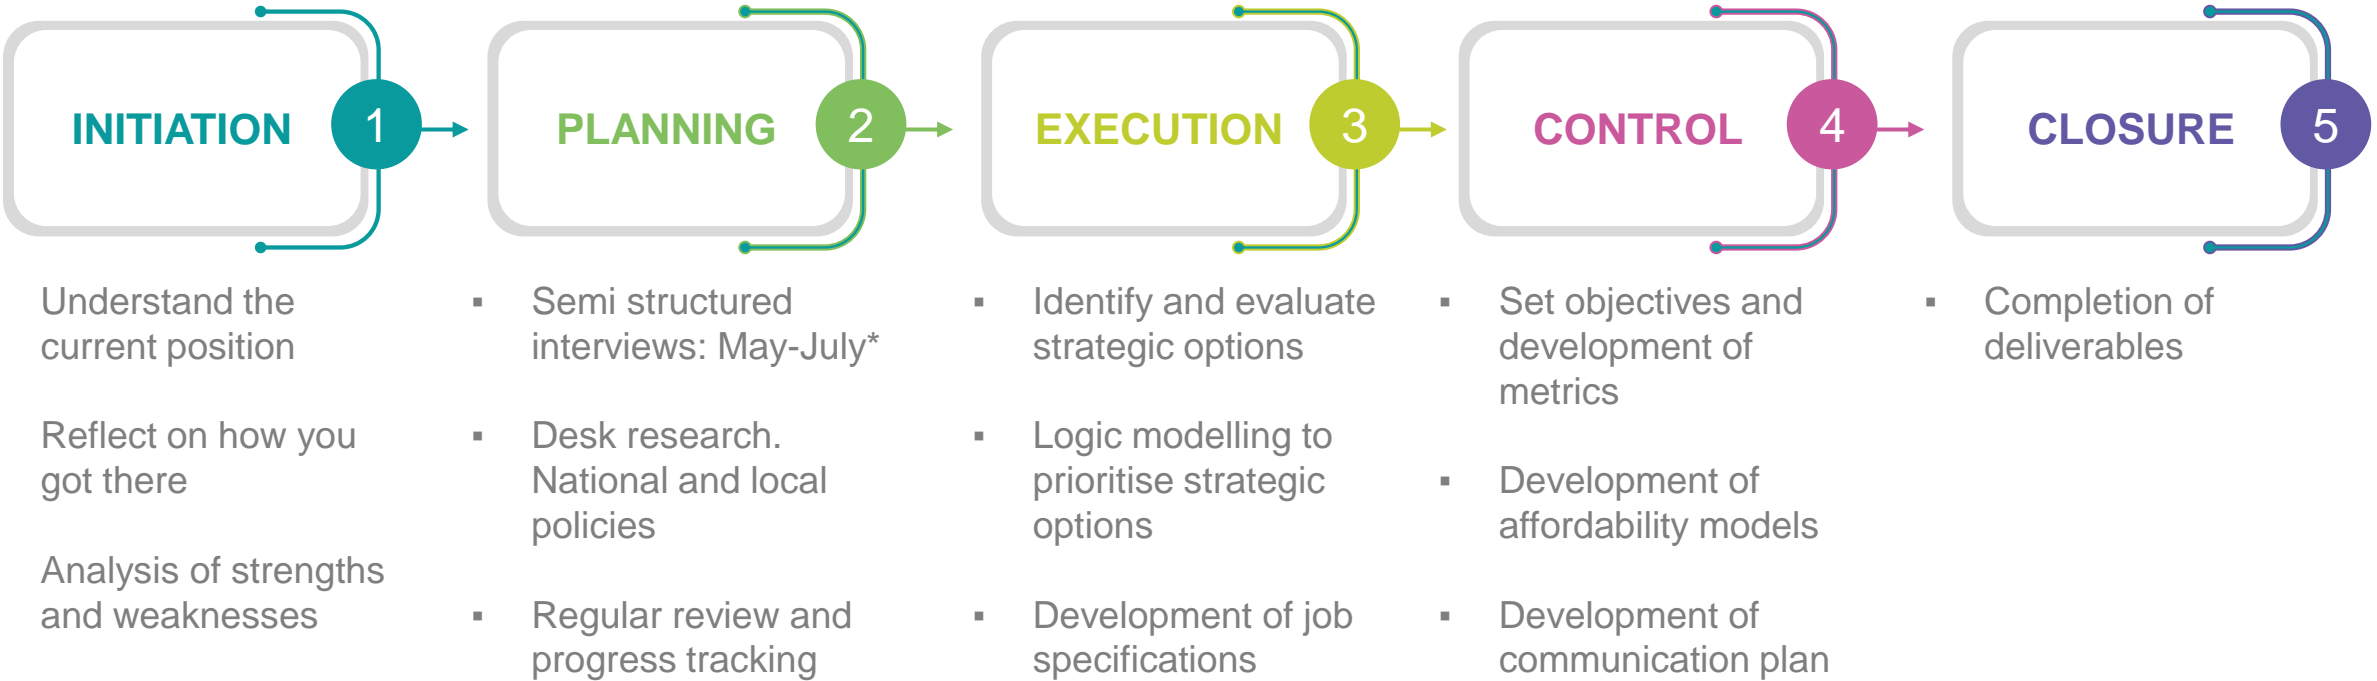 INITIATION
1
Understand the
current position
Reflect on how you
got there
Analysis of strengths
and weaknesses
PLANNING
2
▪ Semi structured
interviews: May-July*
▪ Desk research.
National and local
policies
▪ Regular review and
progress tracking
EXECUTION
3
▪ Identify and evaluate
strategic options
▪ Logic modelling to
prioritise strategic
options
▪ Development of job
specifications
CONTROL
4
▪ Set objectives and
development of
metrics
▪ Development of
affordability models
▪ Development of
communication plan
CLOSURE
5
▪ Completion of
deliverables